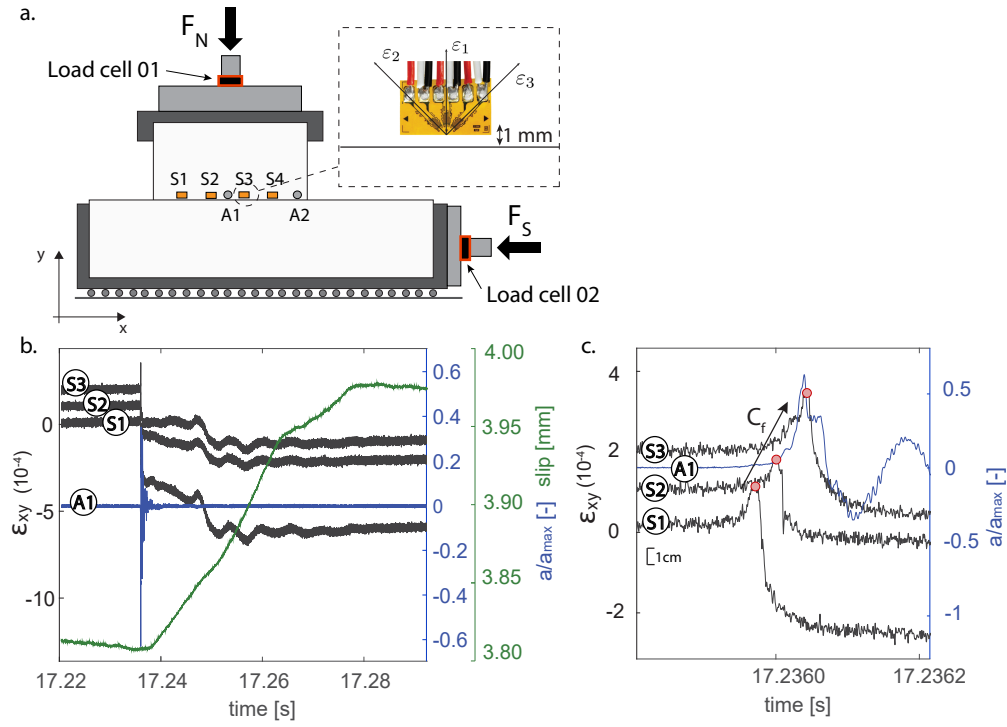 a.
F_N
Load cell 01
ε₂
ε₁
ε₃
1 mm
S1
S2
S3
S4
A1
A2
F_S
Load cell 02
y
x
b.
S3
S2
S1
A1
0
-5
-10
ε_xy (10⁻⁴)
17.22
17.24
17.26
17.28
time [s]
0.6
0.4
0.2
0
-0.2
0.4
0.6
-0.6
a/a_max [-]
4.00
3.95
3.90
3.85
3.80
slip [mm]
c.
4
2
0
-2
ε_xy (10⁻⁴)
S3
A1
S2
S1
C_f
1cm
17.2360
17.2362
time [s]
0.5
0
-0.5
-1
a/a_max [-]